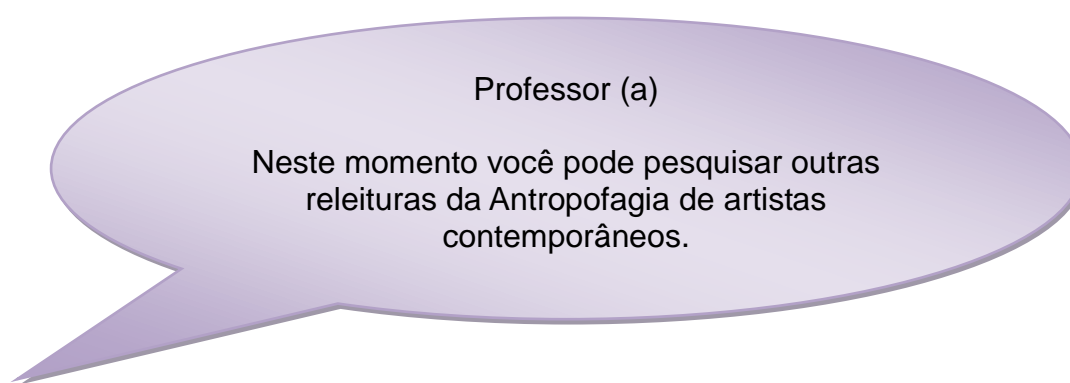 Professor (a)
Neste momento você pode pesquisar outras
releituras da Antropofagia de artistas
contemporâneos.